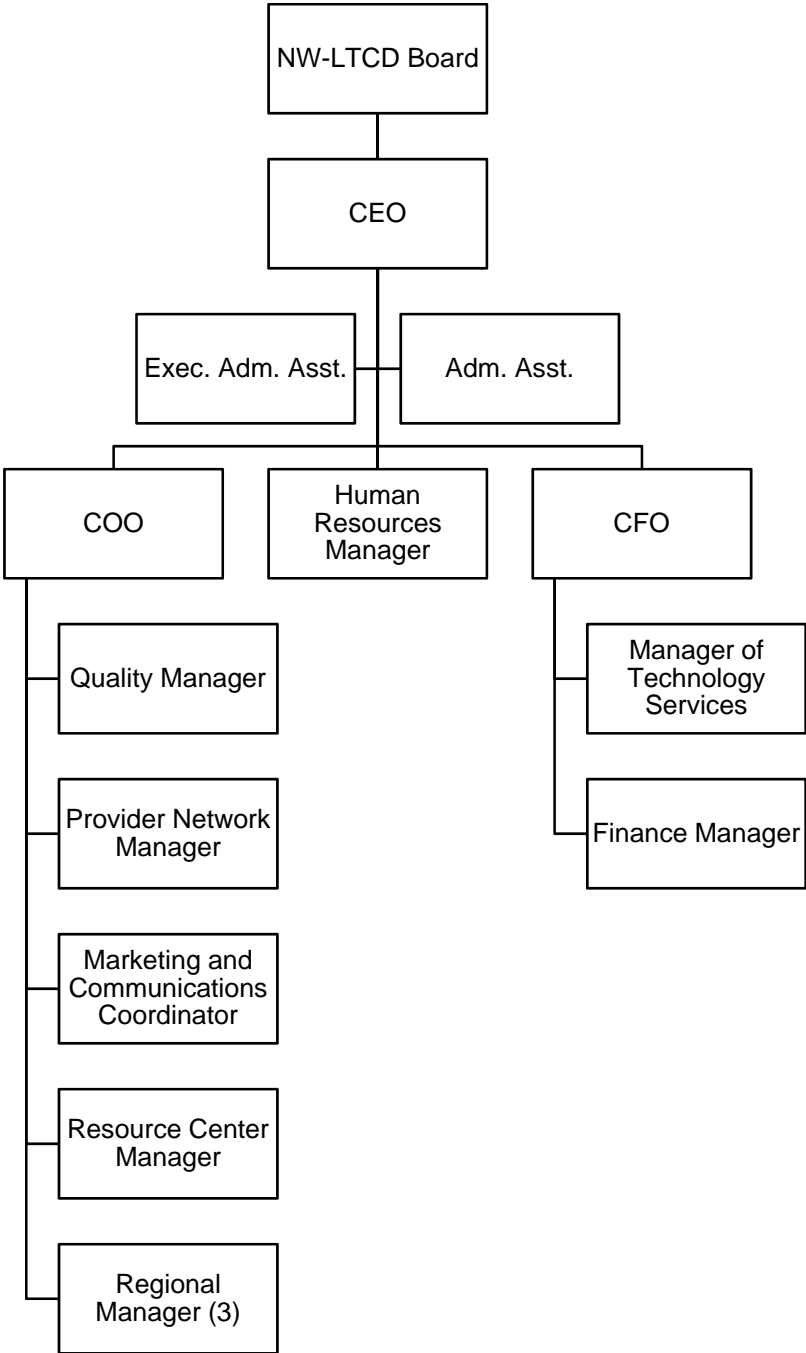 NW-LTCD Board
CEO
Exec. Adm. Asst.
Adm. Asst.
COO
Human
Resources
Manager
CFO
Quality Manager
Manager of
Technology
Services
Provider Network
Manager
Finance Manager
Marketing and
Communications
Coordinator
Resource Center
Manager
Regional
Manager (3)